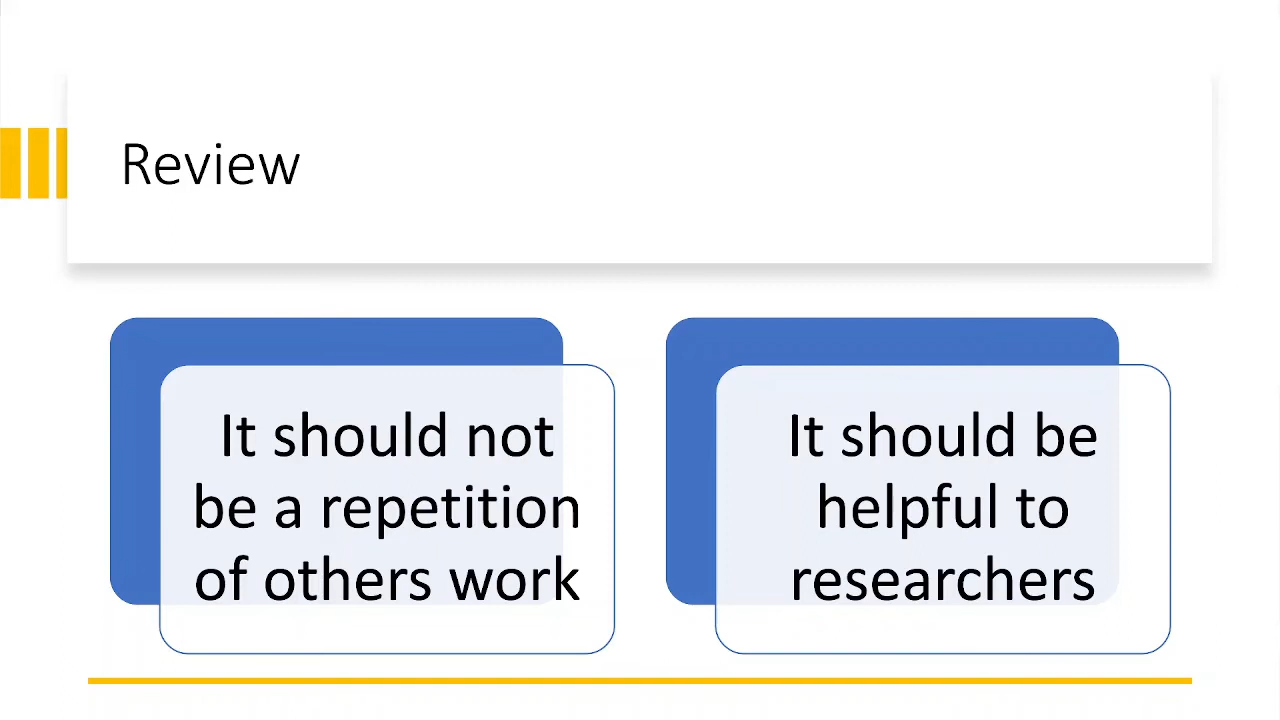 Review
It should not
be a repetition
of others work
It should be
helpful to
researchers